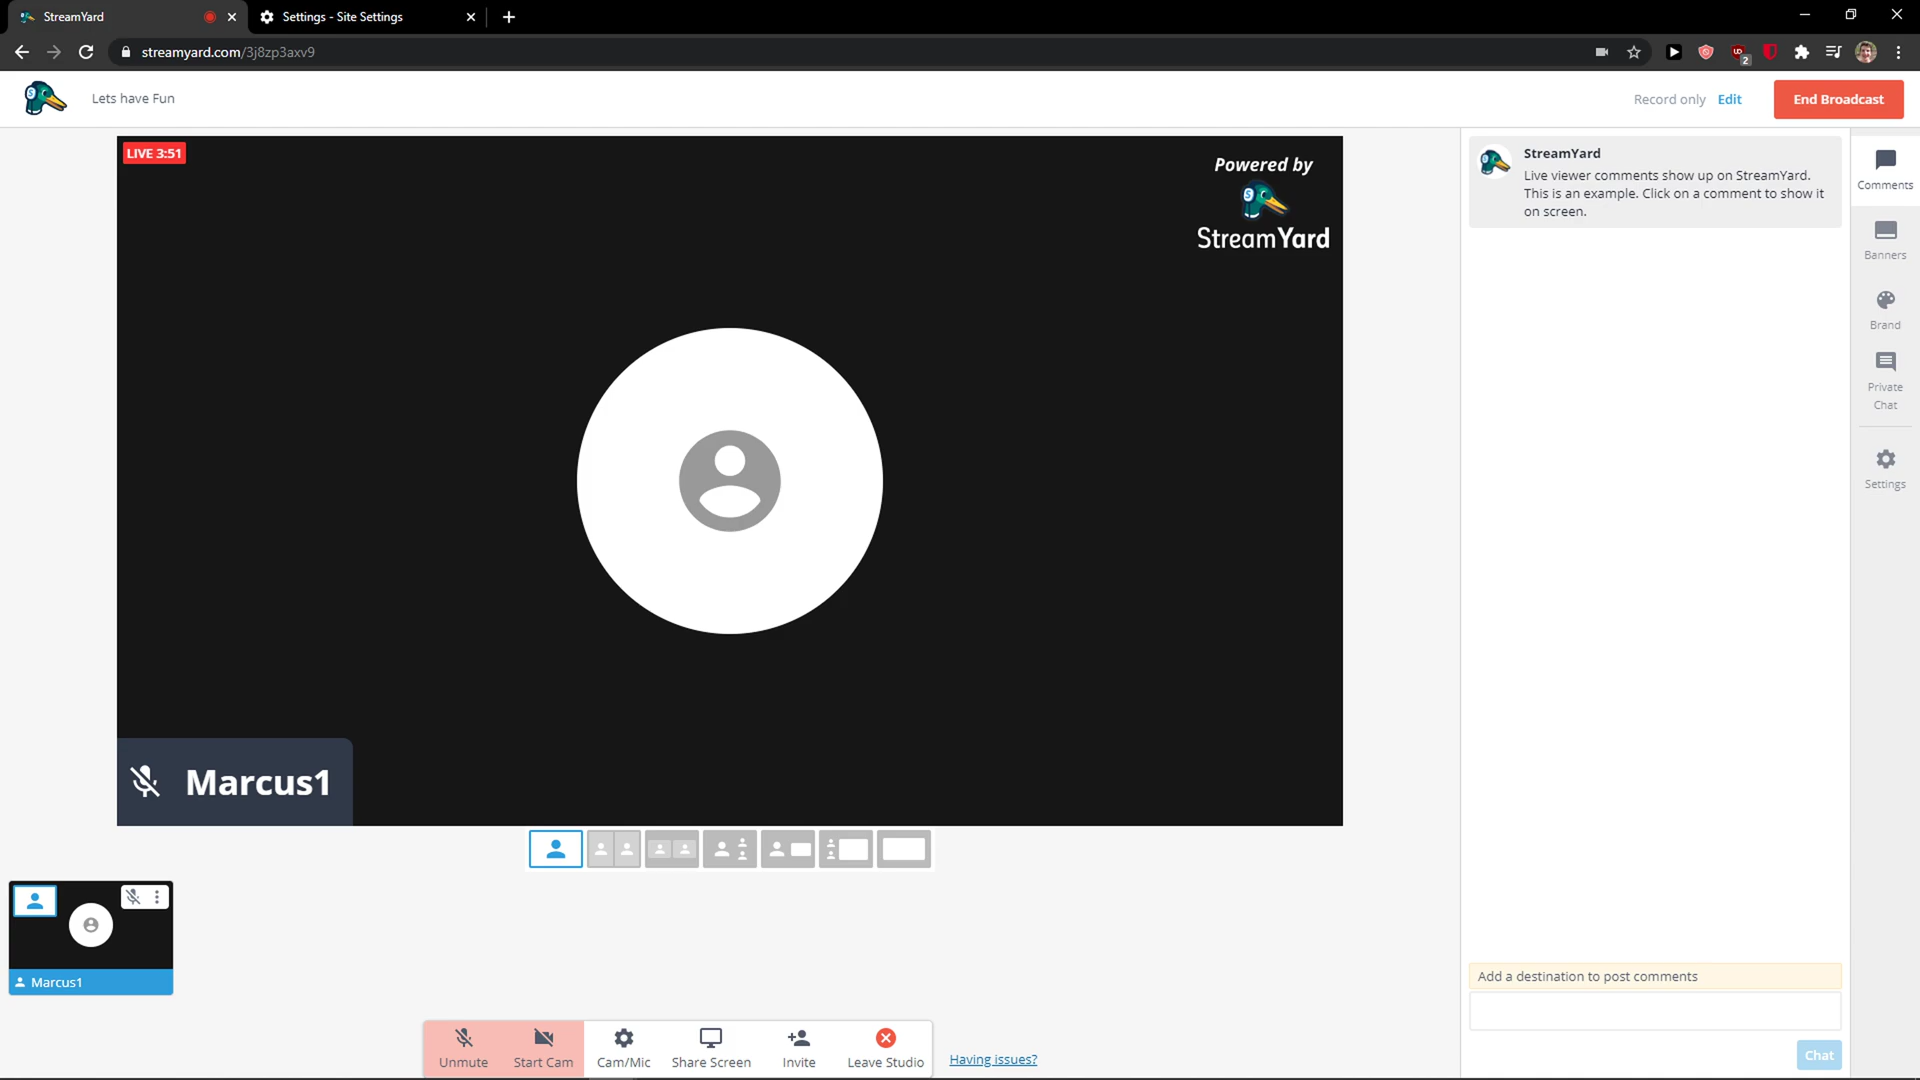 StreamYard
Settings - Site Settings
streamyard.com/3j8zp3axv9
2
Lets have Fun
Record only Edit
End Broadcast
LIVE 3:51
Powered by
StreamYard
Marcus1
StreamYard
Live viewer comments show up on StreamYard.
This is an example. Click on a comment to show it
on screen.
Comments
Banners
Brand
Private
Chat
Settings
Marcus1
Add a destination to post comments
Chat
Unmute
Start Cam
Cam/Mic
Share Screen
Invite
Leave Studio
Having issues?